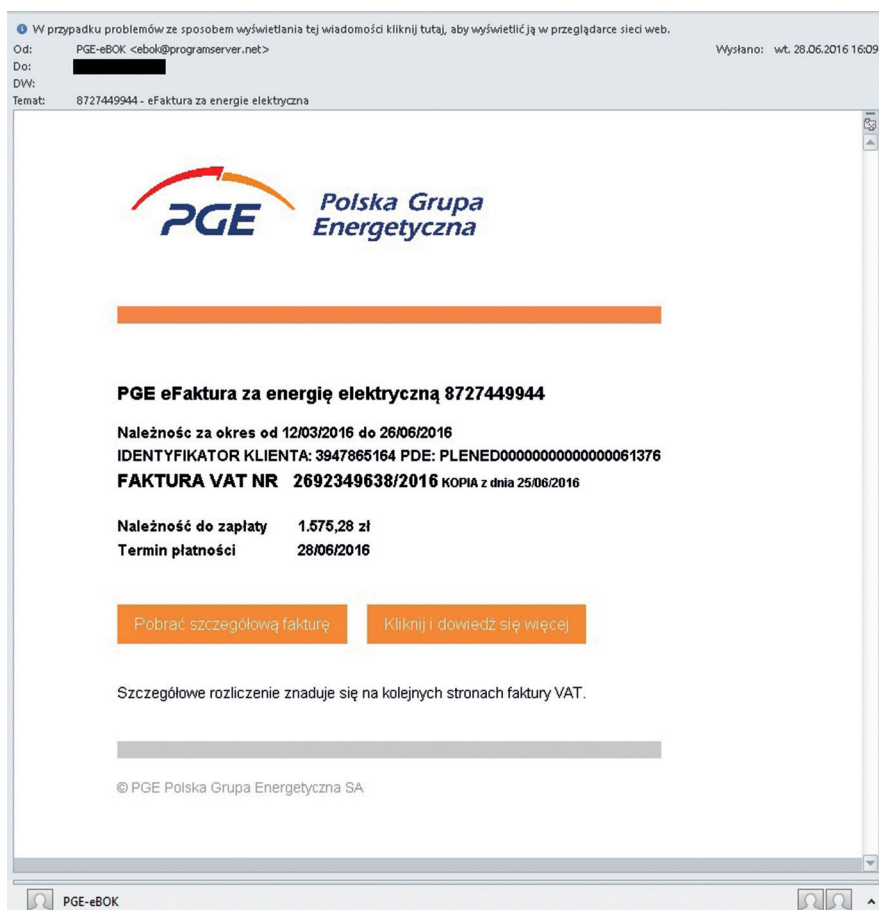 W przypadku problemów ze sposobem wyświetlania tej wiadomości kliknij tutaj, aby wyświetlić ją w przeglądarce sieci web.
Od: PGE-eBOK <ebok@programserver.net> Wysłano: wt. 28.06.2016 16:09
Do:
DW:
Temat: 8727449944 - eFaktura za energie elektryczna
PGE Polska Grupa
Energetyczna
PGE eFaktura za energię elektryczną 8727449944
Należnośc za okres od 12/03/2016 do 26/06/2016
IDENTYFIKATOR KLIENTA: 3947865164 PDE: PLENED00000000000000061376
FAKTURA VAT NR 2692349638/2016 KOPIA z dnia 25/06/2016
Należność do zapłaty 1.575,28 zł
Termin płatności 28/06/2016
Pobrać szczegółową fakturę Kliknij i dowiedź się więcej
Szczegółowe rozliczenie znaduje się na kolejnych stronach faktury VAT.
© PGE Polska Grupa Energetyczna SA
PGE-eBOK